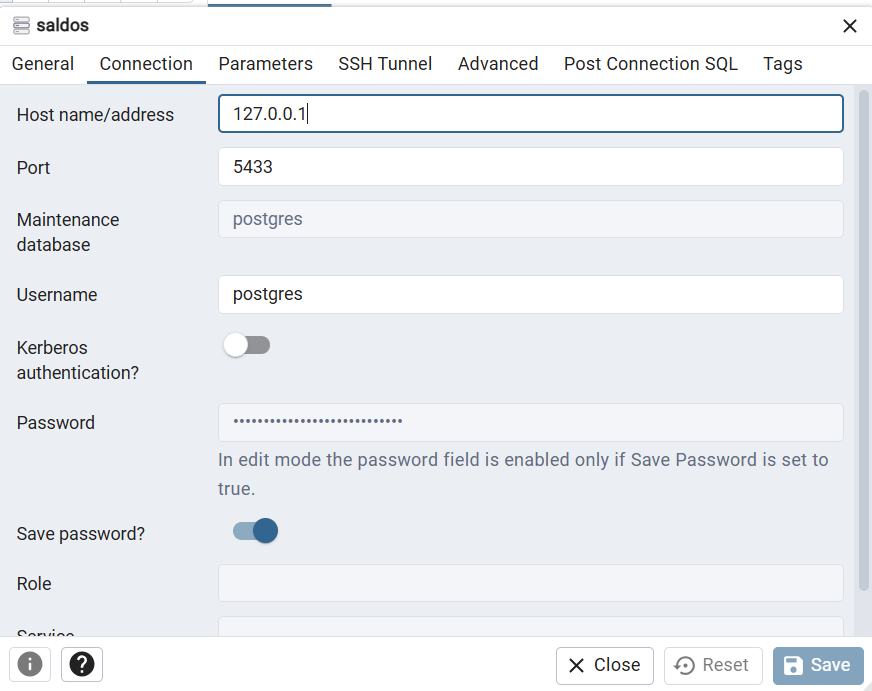 saldos
General Connection Parameters SSH Tunnel Advanced Post Connection SQL Tags
Host name/address 127.0.0.1
Port 5433
Maintenance database postgres
Username postgres
Kerberos authentication?
Password ••••••••••••••••••••••••••••
In edit mode the password field is enabled only if Save Password is set to
true.
Save password?
Role
Service
Close Reset Save